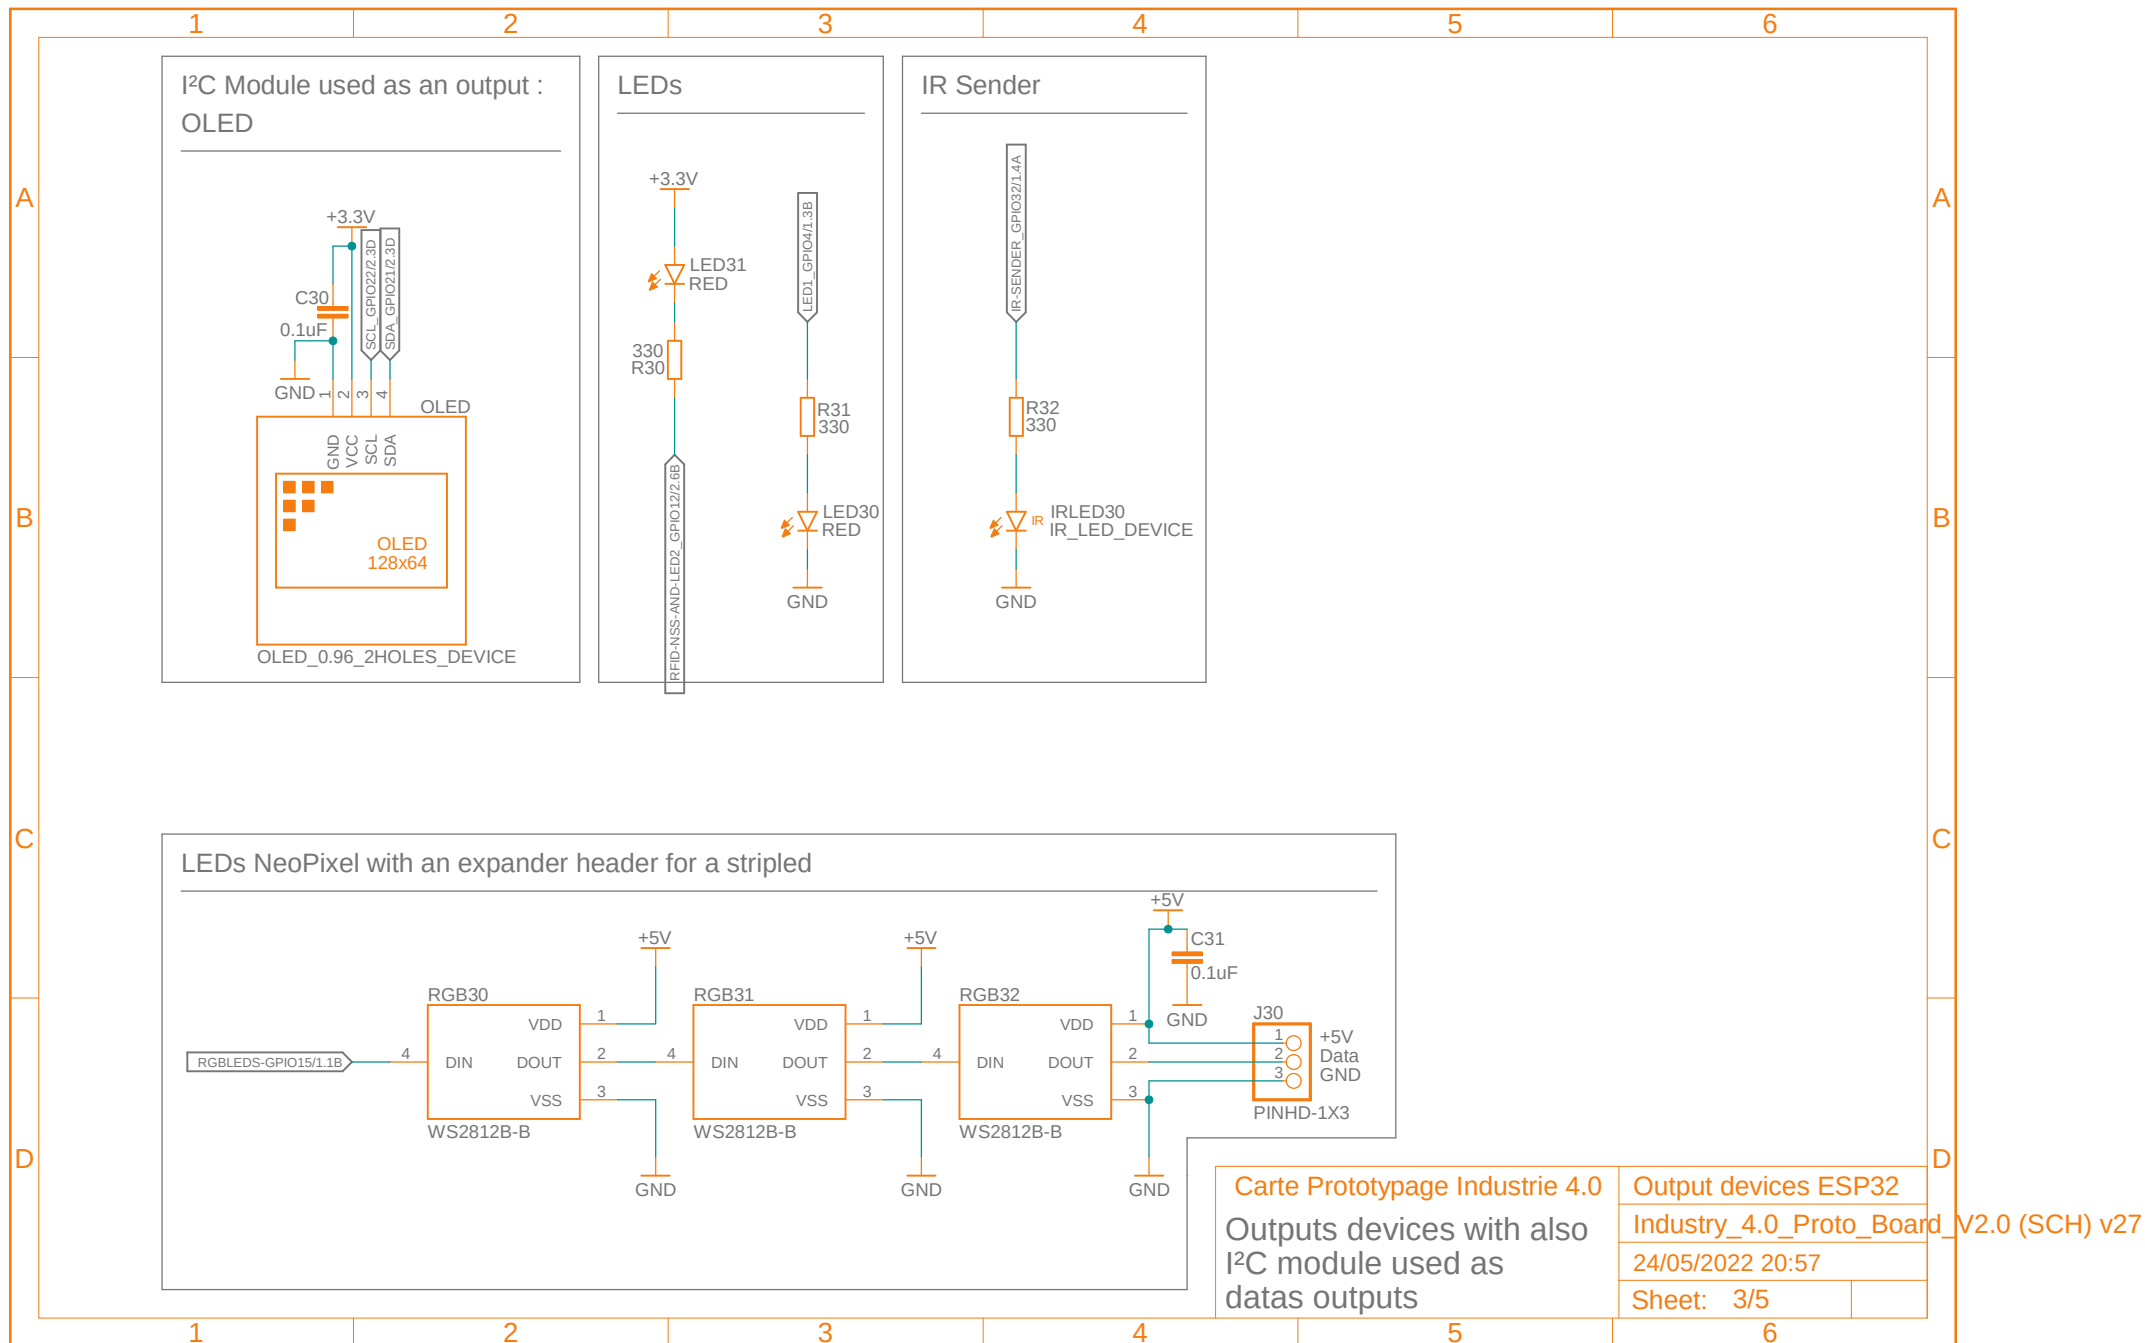 1 2 3 4 5 6
I²C Module used as an output :
OLED
+3.3V
C30
0.1uF
SCL_GPIO22/2.3D
SDA_GPIO21/2.3D
GND
1
2
3
4
OLED
GND
VCC
SCL
SDA
OLED
128x64
OLED_0.96_2HOLES_DEVICE
LEDs
+3.3V
LED31
RED
330
R30
RFID-NSS-AND-LED2_GPIO12/2.6B
LED1_GPIO4/1.3B
R31
330
LED30
RED
GND
IR Sender
IR-SENDER_GPIO32/1.4A
R32
330
IR
IRLED30
IR_LED_DEVICE
GND
A
A
B
B
C
C
D
D
LEDs NeoPixel with an expander header for a stripled
RGBLEDS-GPIO15/1.1B
4
RGB30
DIN
VDD
DOUT
VSS
WS2812B-B
1
2
3
+5V
GND
4
RGB31
DIN
VDD
DOUT
VSS
WS2812B-B
1
2
3
+5V
GND
4
RGB32
DIN
VDD
DOUT
VSS
WS2812B-B
1
2
3
+5V
C31
0.1uF
GND
GND
J30
1
2
3
+5V
Data
GND
PINHD-1X3
Carte Prototypage Industrie 4.0
Outputs devices with also
I²C module used as
datas outputs
Output devices ESP32
Industry_4.0_Proto_Board_V2.0 (SCH) v27
24/05/2022 20:57
Sheet: 3/5
1 2 3 4 5 6